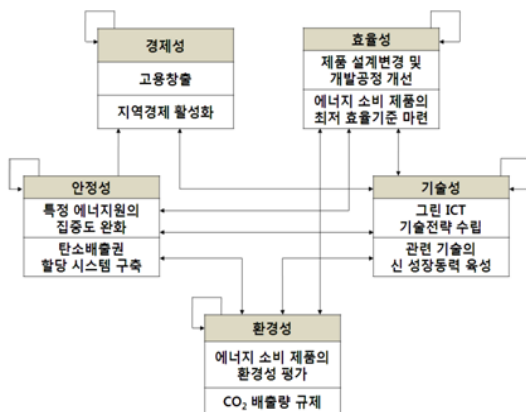 경제성
고용창출
지역경제 활성화
효율성
제품 설계변경 및
개발공정 개선
에너지 소비 제품의
최저 효율기준 마련
안정성
특정 에너지원의
집중도 완화
탄소배출권
할당 시스템 구축
기술성
그린 ICT
기술전략 수립
관련 기술의
신 성장동력 육성
환경성
에너지 소비 제품의
환경성 평가
CO₂ 배출량 규제